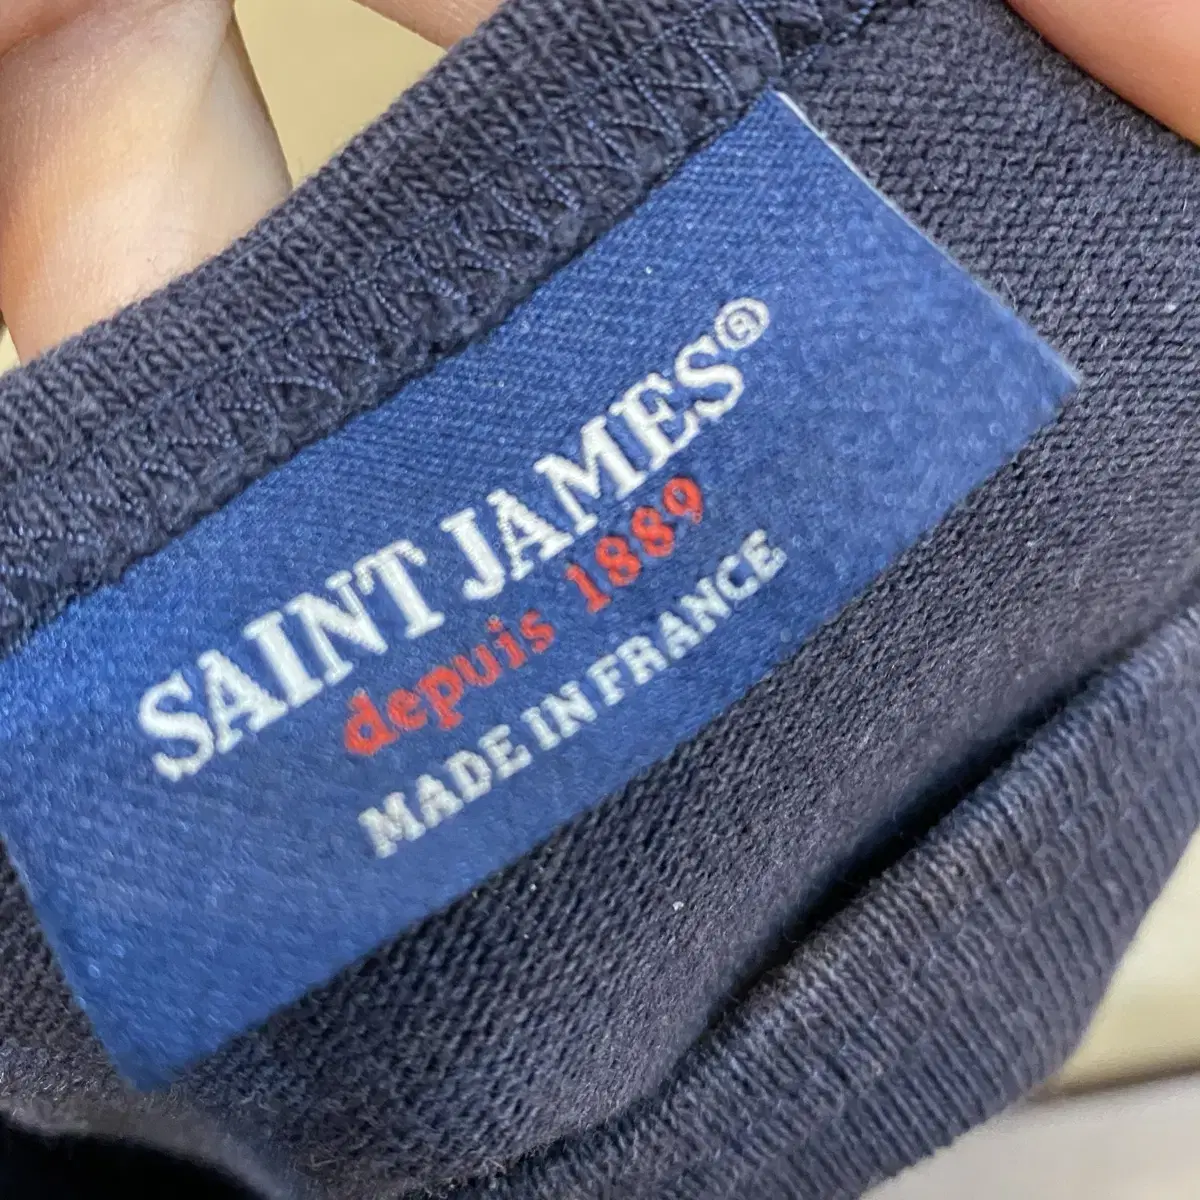 SAINT JAMES®
depuis 1889
MADE IN FRANCE